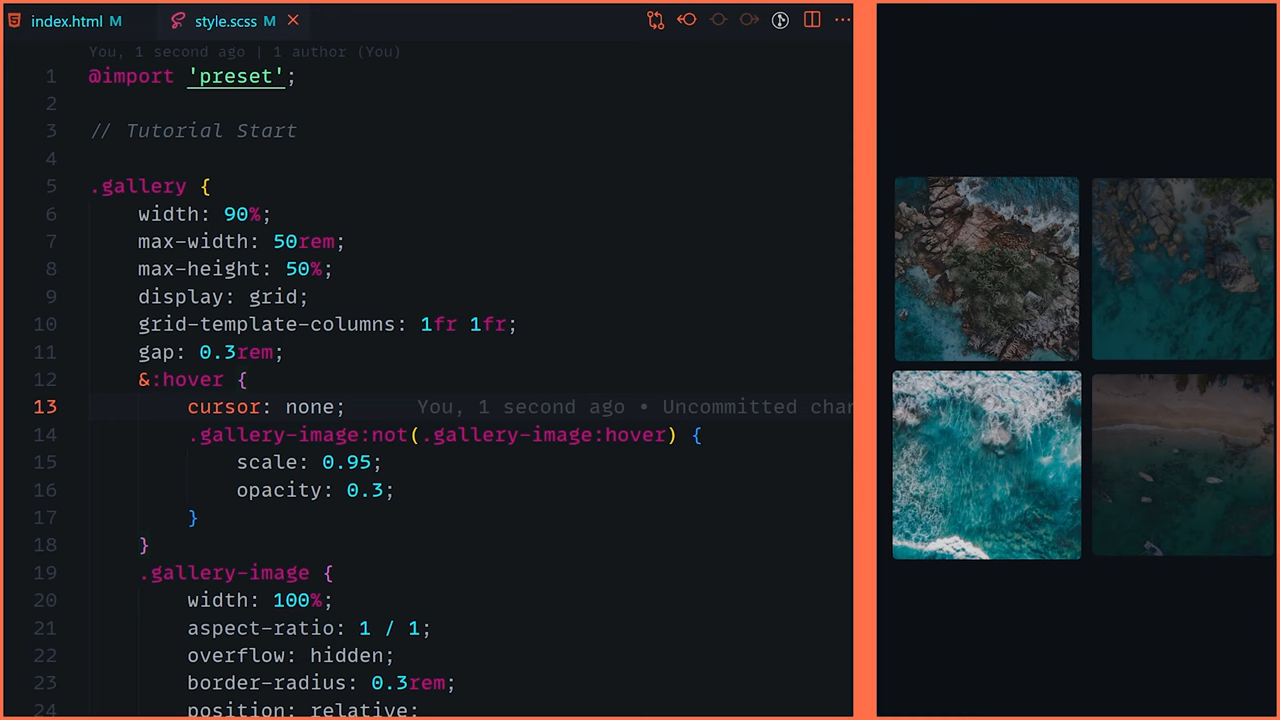 index.html M
style.scss M
You, 1 second ago | 1 author (You)
1 @import 'preset';
2
3 // Tutorial Start
4
5 .gallery {
6 width: 90%;
7 max-width: 50rem;
8 max-height: 50%;
9 display: grid;
10 grid-template-columns: 1fr 1fr;
11 gap: 0.3rem;
12 &:hover {
13 cursor: none; You, 1 second ago • Uncommitted char
14 .gallery-image:not(.gallery-image:hover) {
15 scale: 0.95;
16 opacity: 0.3;
17 }
18 }
19 .gallery-image {
20 width: 100%;
21 aspect-ratio: 1 / 1;
22 overflow: hidden;
23 border-radius: 0.3rem;
24 position: relative;